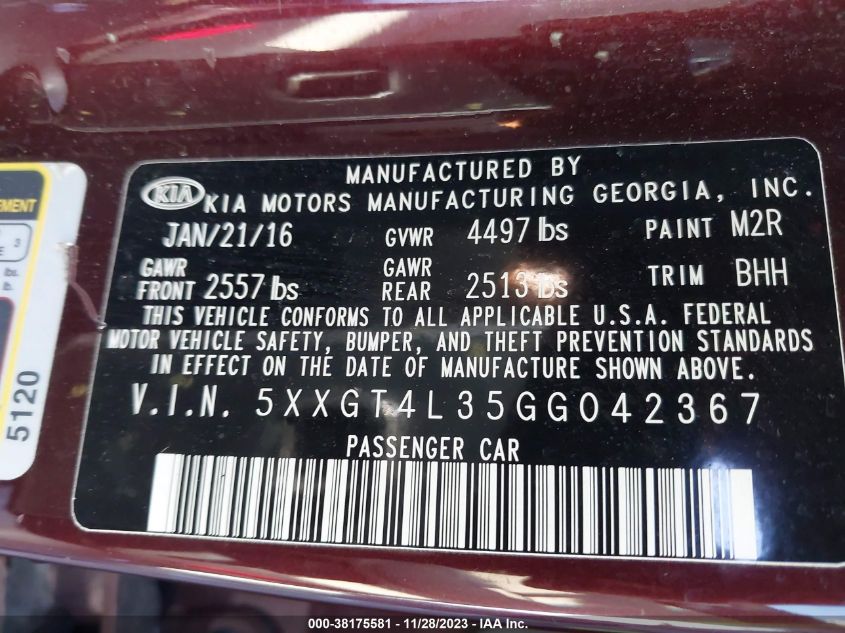 MANUFACTURED BY
KIA KIA MOTORS MANUFACTURING GEORGIA, INC.
JAN/21/16 GVWR 4497 lbs PAINT M2R
GAWR FRONT 2557 lbs GAWR REAR 2513 lbs TRIM BHH
THIS VEHICLE CONFORMS TO ALL APPLICABLE U.S.A. FEDERAL
MOTOR VEHICLE SAFETY, BUMPER, AND THEFT PREVENTION STANDARDS
IN EFFECT ON THE DATE OF MANUFACTURE SHOWN ABOVE.
V.I.N. 5XXGT4L35GG042367
PASSENGER CAR
3
lbs.
5120
000-38175581 - 11/28/2023 - IAA Inc.